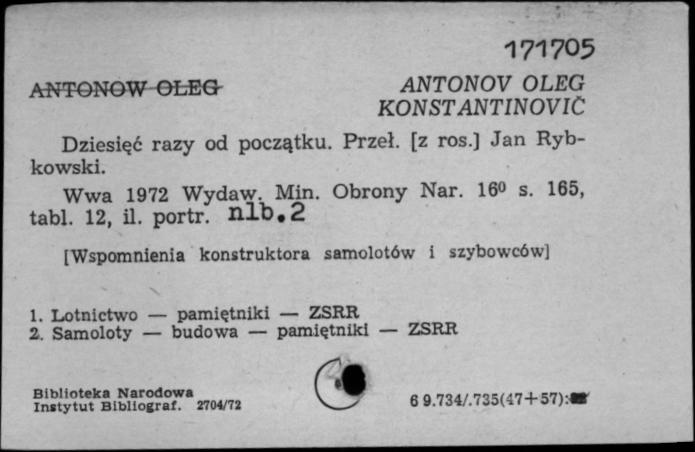 171705
ANTONOW OLEG
ANTONOV OLEG
KONSTANTINOVIČ
Dziesięć razy od początku. Przeł. [z ros.] Jan Ryb-
kowski.
Wwa 1972 Wydaw. Min. Obrony Nar. 16⁰ s. 165,
tabl. 12, il. portr. nlb.2
[Wspomnienia konstruktora samolotów i szybowców]
1. Lotnictwo — pamiętniki — ZSRR
2. Samoloty — budowa — pamiętniki — ZSRR
Biblioteka Narodowa
Instytut Bibliograf. 2704/72
6 9.734/.735(47+57):